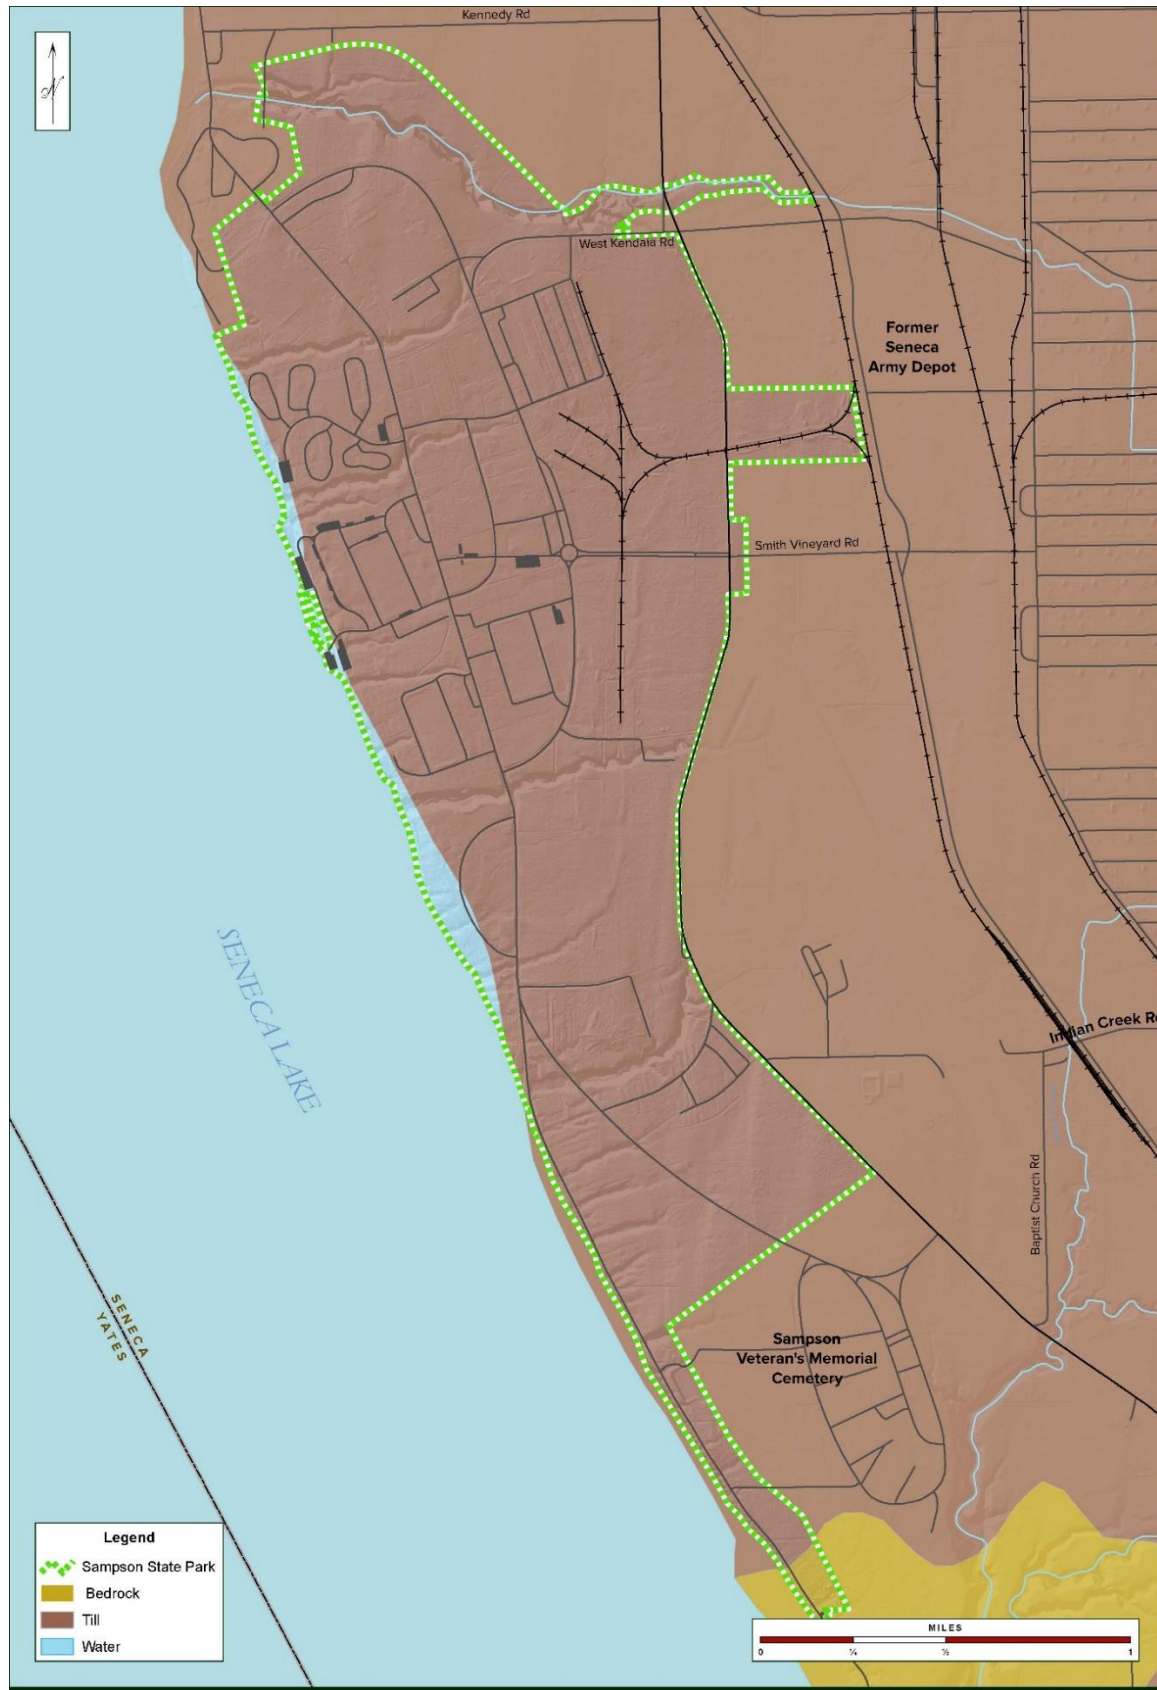 Kennedy Rd
N
West Kendaia Rd
Former
Seneca
Army Depot
Smith Vineyard Rd
SENECA LAKE
Indian Creek Rd
Baptist Church Rd
SENECA
YATES
Sampson
Veteran's Memorial
Cemetery
Legend
Sampson State Park
Bedrock
Till
Water
MILES
0 ¼ ½ 1